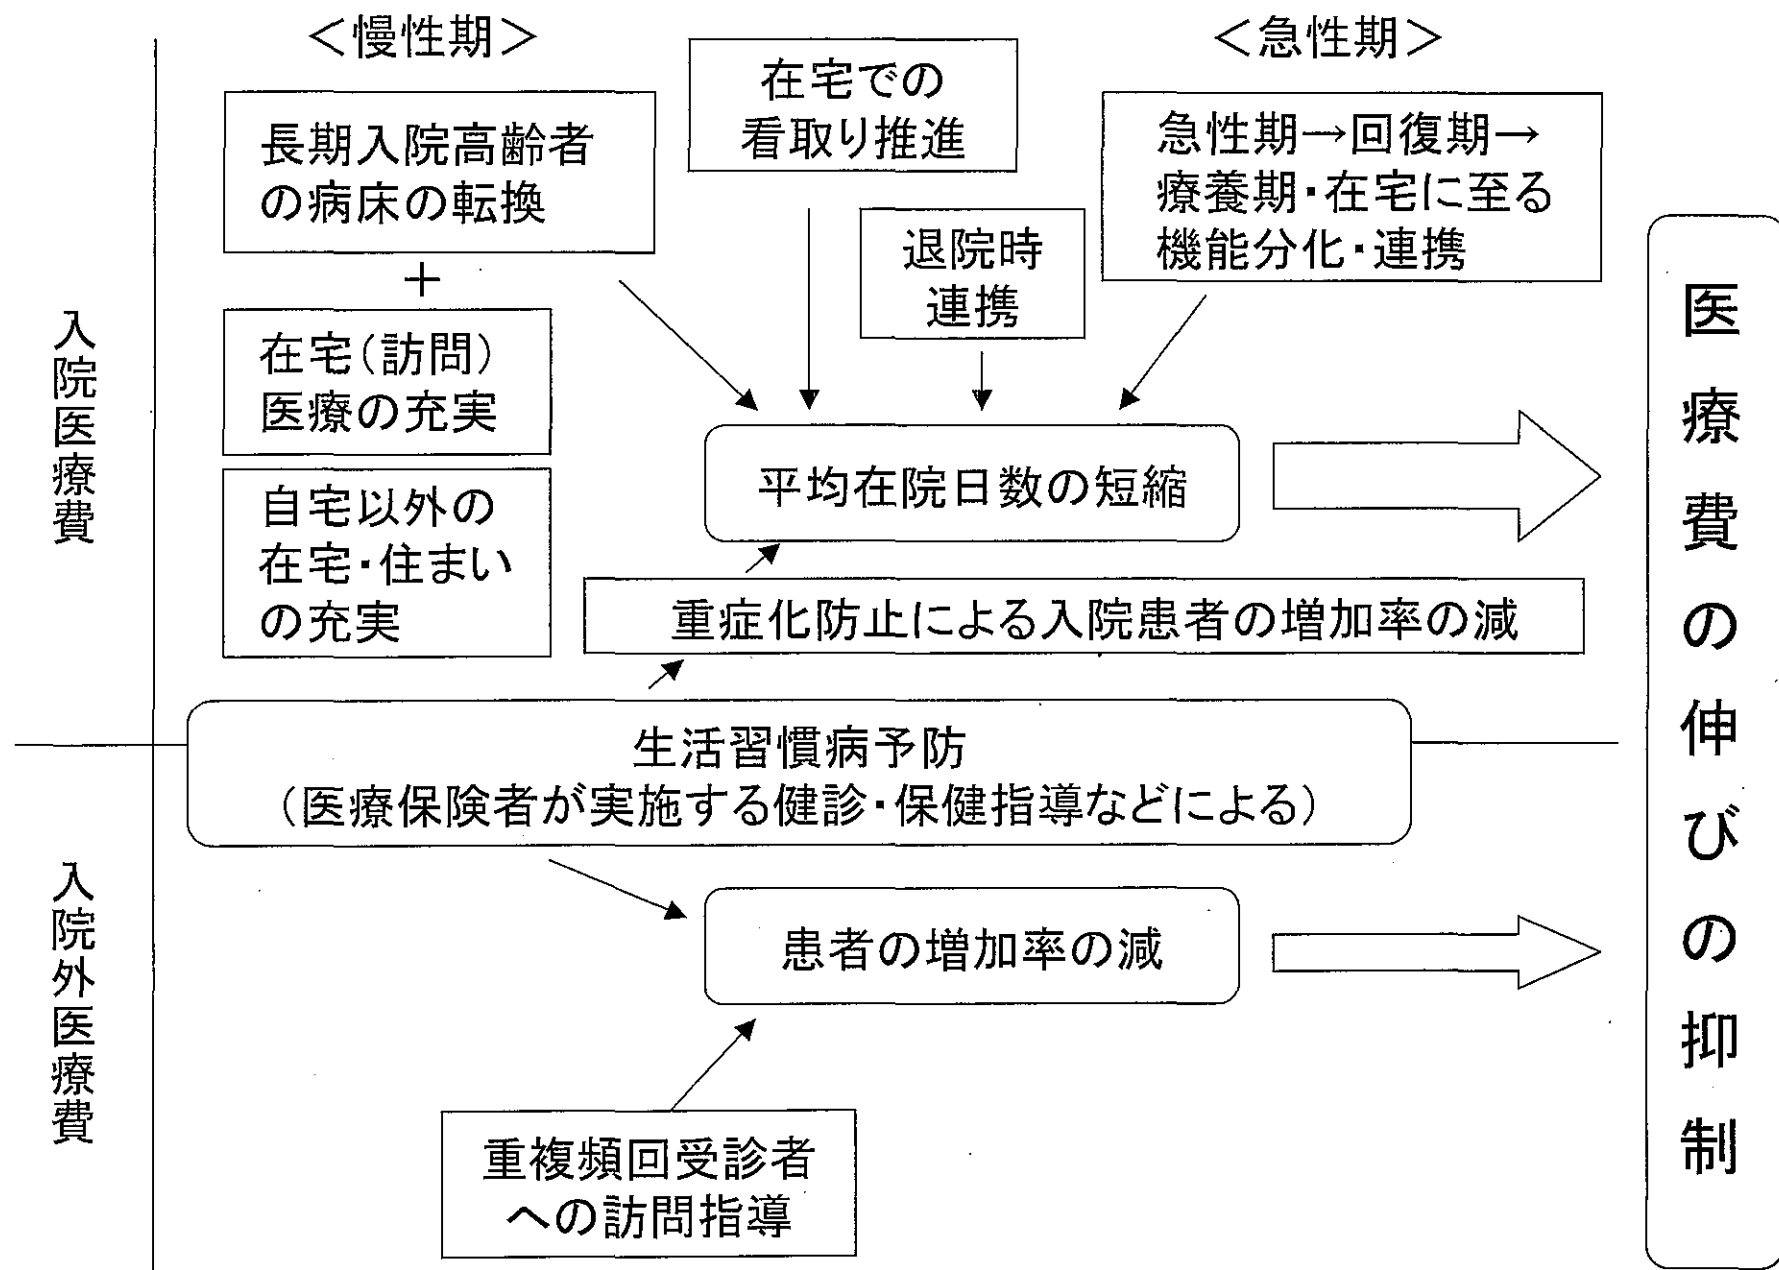 ＜慢性期＞
長期入院高齢者
の病床の転換
＋
在宅（訪問）
医療の充実
自宅以外の
在宅・住まい
の充実
在宅での
看取り推進
退院時
連携
＜急性期＞
急性期→回復期→
療養期・在宅に至る
機能分化・連携
入院医療費
平均在院日数の短縮
重症化防止による入院患者の増加率の減
生活習慣病予防
（医療保険者が実施する健診・保健指導などによる）
入院外医療費
患者の増加率の減
重複頻回受診者
への訪問指導
医療費の伸びの抑制